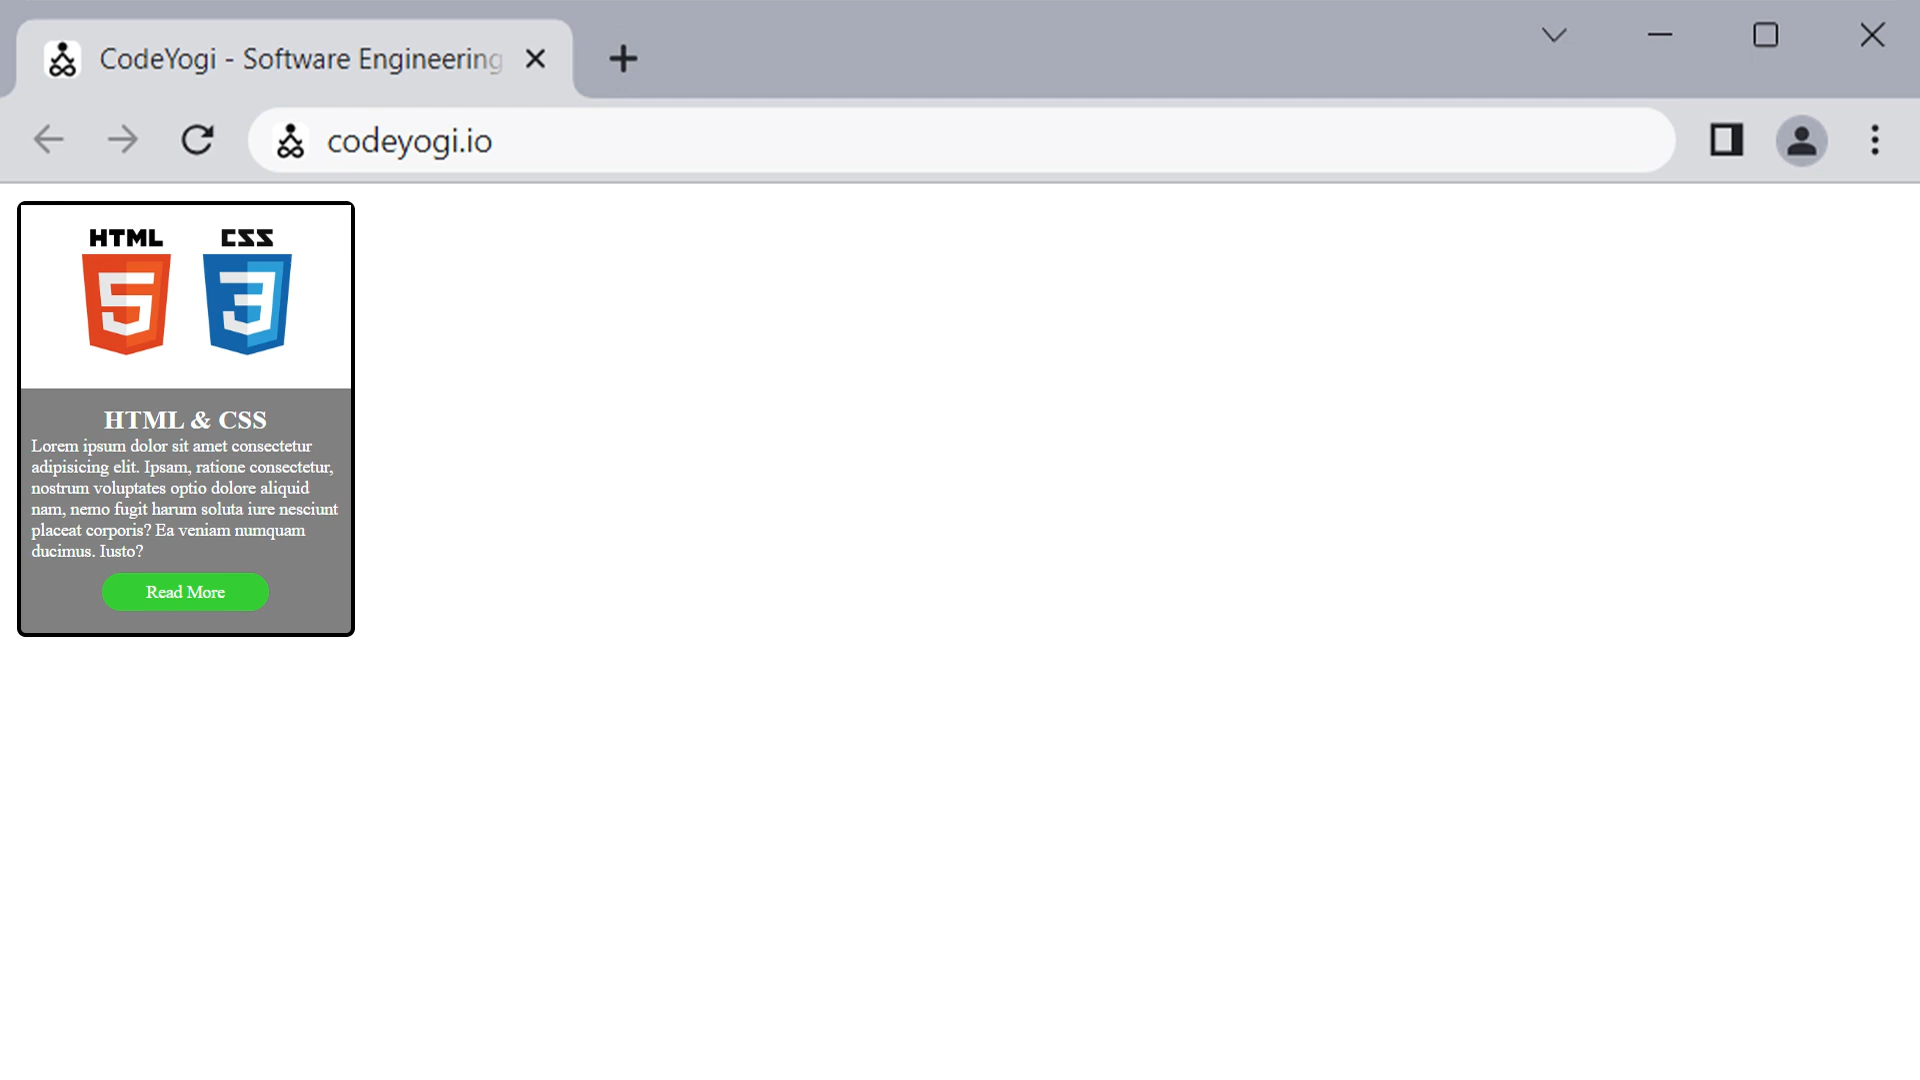 CodeYogi - Software Engineering
codeyogi.io
HTML CSS
5 3
HTML & CSS
Lorem ipsum dolor sit amet consectetur
adipisicing elit. Ipsam, ratione consectetur,
nostrum voluptates optio dolore aliquid
nam, nemo fugit harum soluta iure nesciunt
placeat corporis? Ea veniam numquam
ducimus. Iusto?
Read More